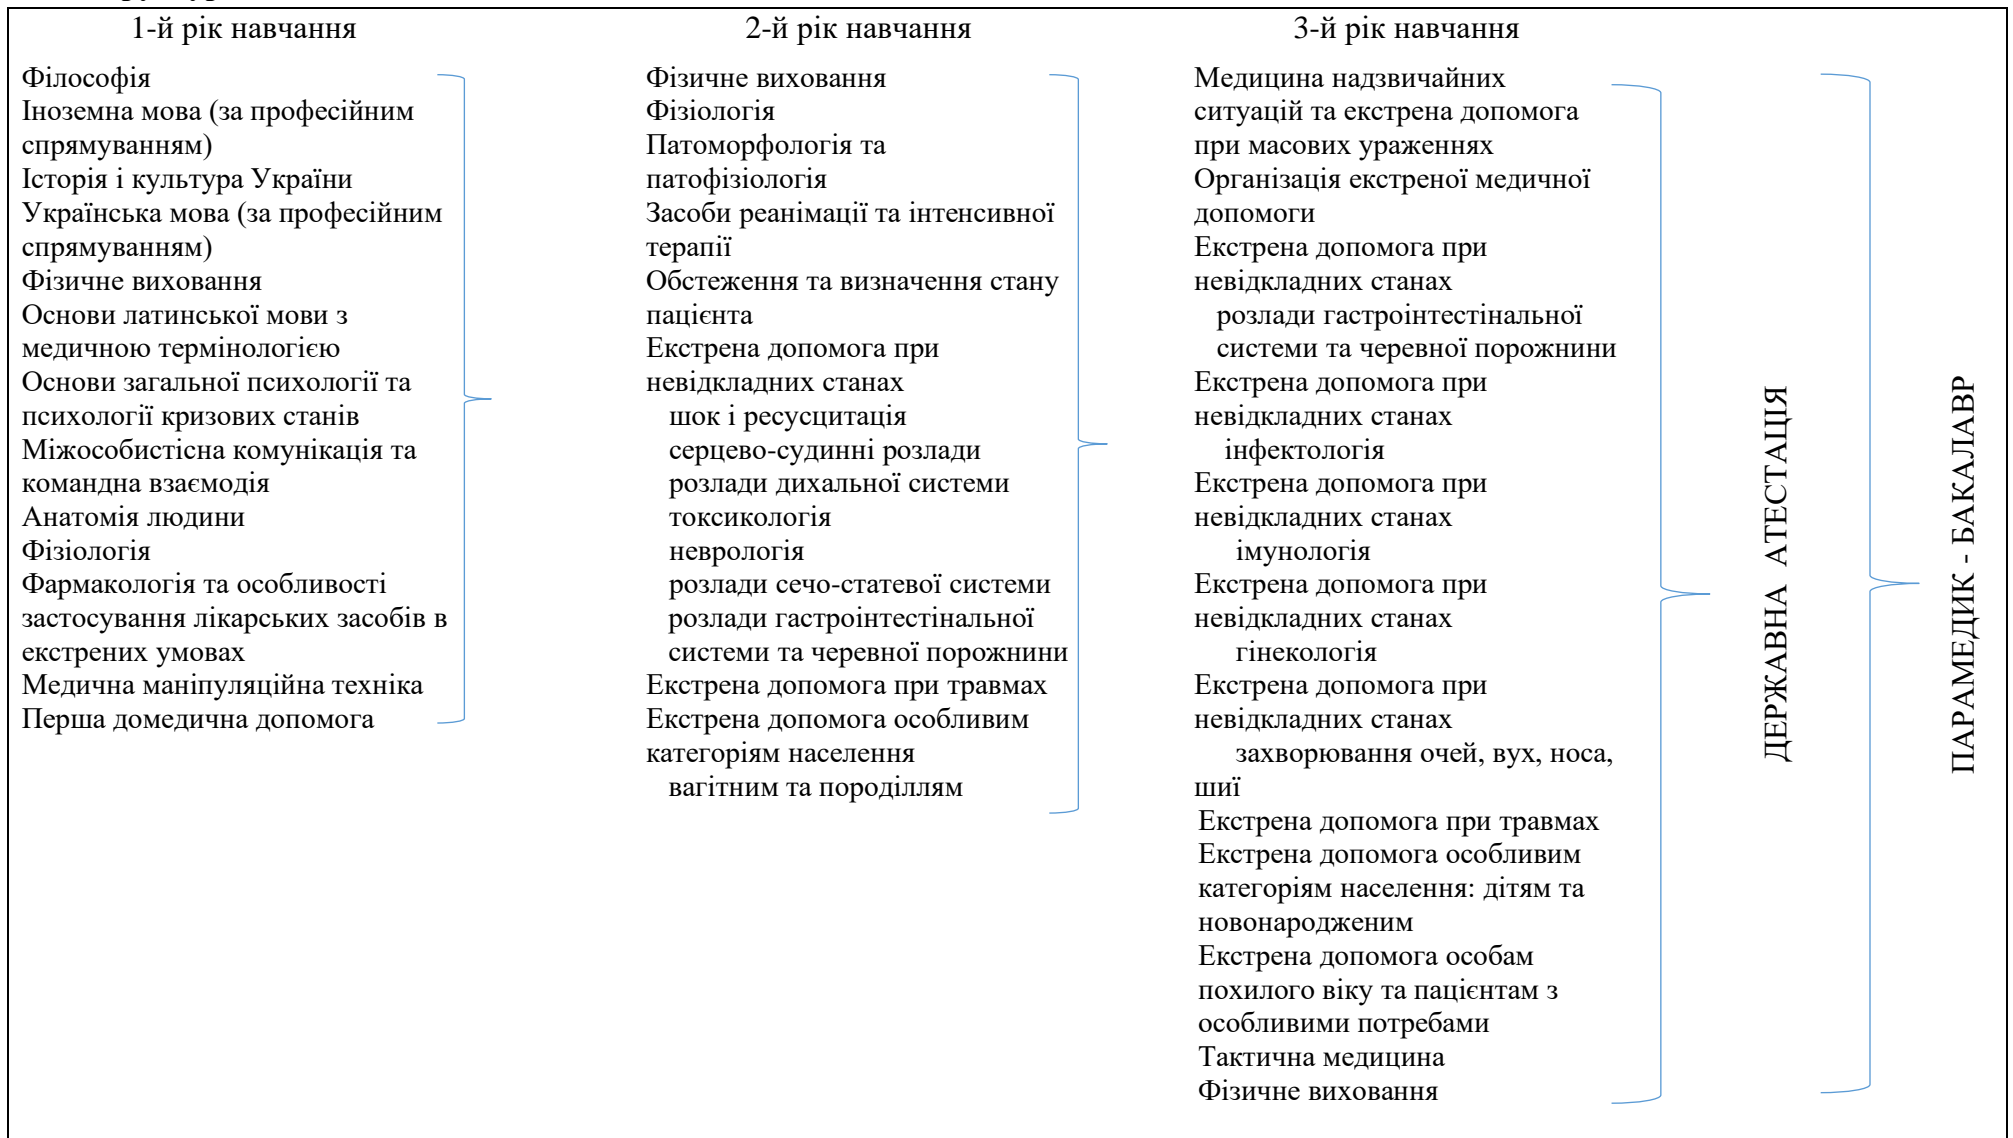 1-й рік навчання
Філософія
Іноземна мова (за професійним
спрямуванням)
Історія і культура України
Українська мова (за професійним
спрямуванням)
Фізичне виховання
Основи латинської мови з
медичною термінологією
Основи загальної психології та
психології кризових станів
Міжособистісна комунікація та
командна взаємодія
Анатомія людини
Фізіологія
Фармакологія та особливості
застосування лікарських засобів в
екстрених умовах
Медична маніпуляційна техніка
Перша домедична допомога
2-й рік навчання
Фізичне виховання
Фізіологія
Патоморфологія та
патофізіологія
Засоби реанімації та інтенсивної
терапії
Обстеження та визначення стану
пацієнта
Екстрена допомога при
невідкладних станах
шок і ресусцитація
серцево-судинні розлади
розлади дихальної системи
токсикологія
неврологія
розлади сечо-статевої системи
розлади гастроінтестінальної
системи та черевної порожнини
Екстрена допомога при травмах
Екстрена допомога особливим
категоріям населення
вагітним та породіллям
3-й рік навчання
Медицина надзвичайних
ситуацій та екстрена допомога
при масових ураженнях
Організація екстреної медичної
допомоги
Екстрена допомога при
невідкладних станах
розлади гастроінтестінальної
системи та черевної порожнини
Екстрена допомога при
невідкладних станах
інфектологія
Екстрена допомога при
невідкладних станах
імунологія
Екстрена допомога при
невідкладних станах
гінекологія
Екстрена допомога при
невідкладних станах
захворювання очей, вух, носа,
шиї
Екстрена допомога при травмах
Екстрена допомога особливим
категоріям населення: дітям та
новонародженим
Екстрена допомога особам
похилого віку та пацієнтам з
особливими потребами
Тактична медицина
Фізичне виховання
ДЕРЖАВНА АТЕСТАЦІЯ
ПАРАМЕДИК - БАКАЛАВР